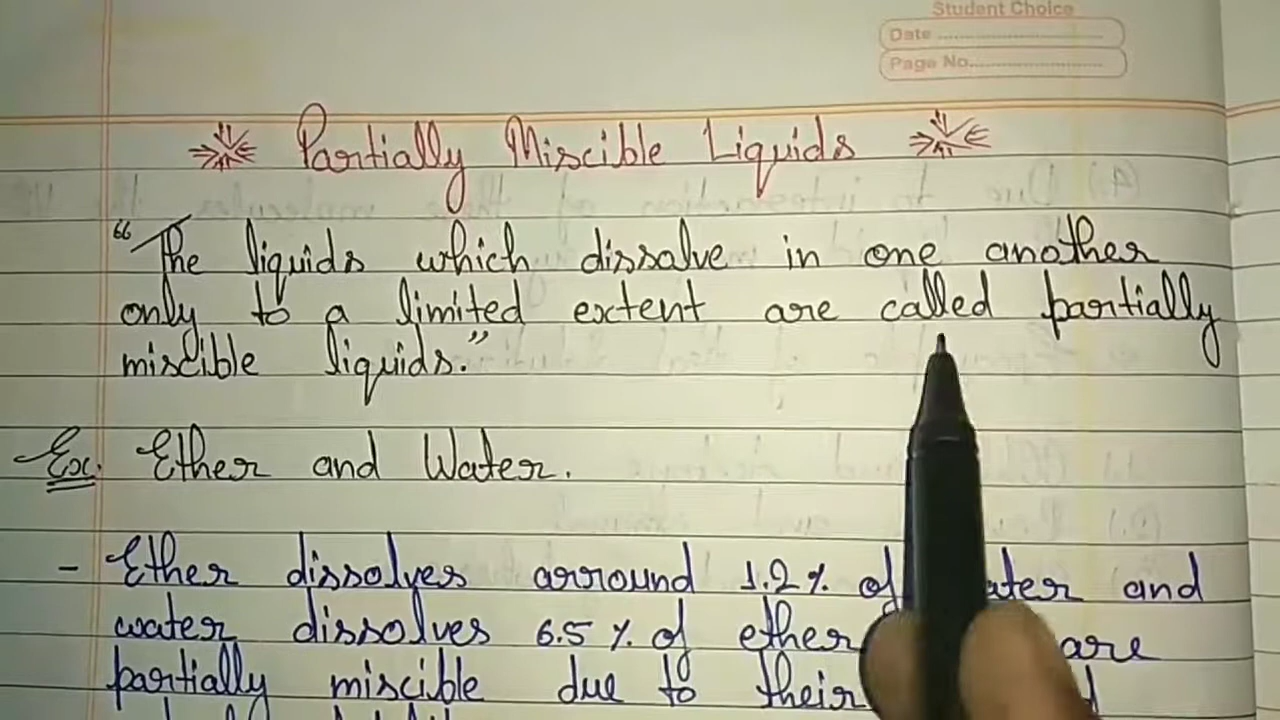 Student Choice
Date ..............................
Page No..........................
Partially Miscible Liquids
“The liquids which dissolve in one another
only to a limited extent are called partially
miscible liquids.”
Ex. Ether and Water.
- Ether dissolves arround 1.2% of and
water dissolves 6.5 % of ether are
partially miscible due to their